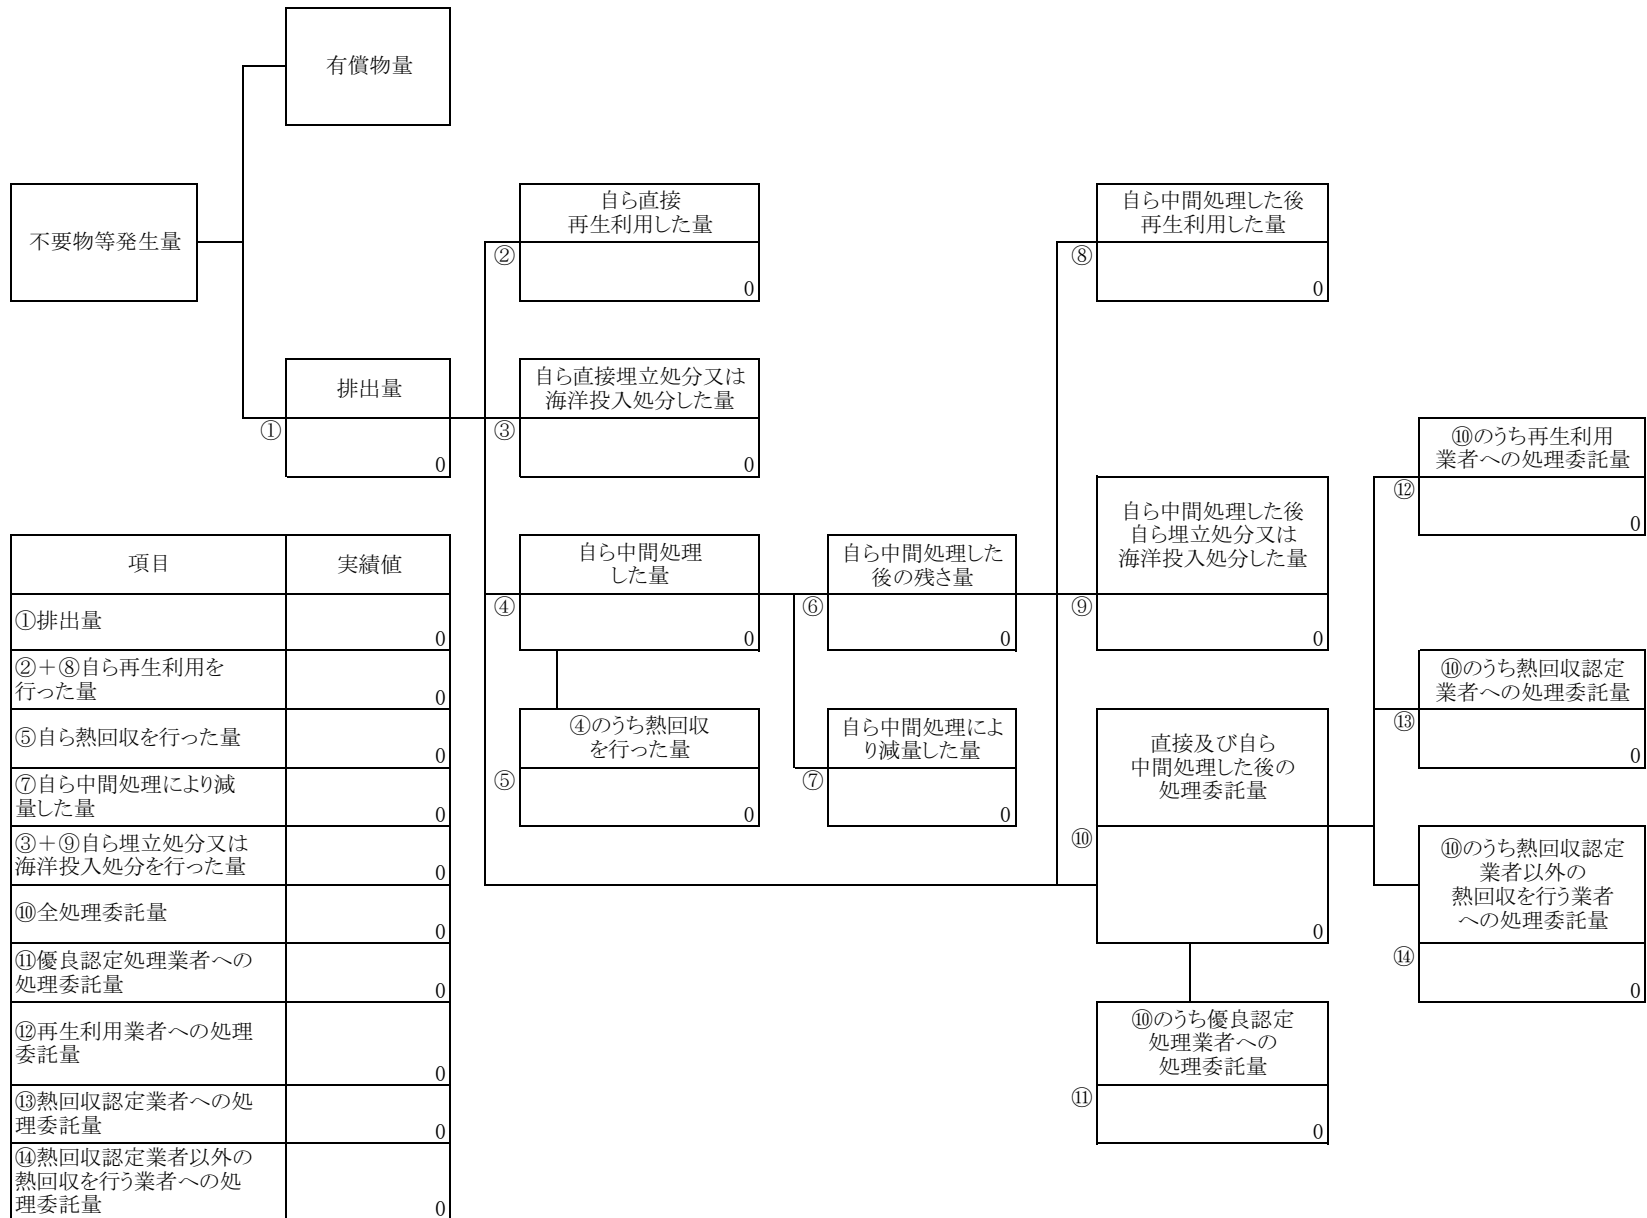 有償物量
不要物等発生量
自ら直接
再生利用した量
②
0
自ら中間処理した後
再生利用した量
⑧
0
排出量
①
0
自ら直接埋立処分又は
海洋投入処分した量
③
0
⑩のうち再生利用
業者への処理委託量
⑫
0
自ら中間処理した後
自ら埋立処分又は
海洋投入処分した量
⑨
0
自ら中間処理
した量
④
0
自ら中間処理した
後の残さ量
⑥
0
⑩のうち熱回収認定
業者への処理委託量
⑬
0
④のうち熱回収
を行った量
⑤
0
自ら中間処理によ
り減量した量
⑦
0
直接及び自ら
中間処理した後の
処理委託量
⑩
0
⑩のうち熱回収認定
業者以外の
熱回収を行う業者
への処理委託量
⑭
0
⑩のうち優良認定
処理業者への
処理委託量
⑪
0
項目 実績値
①排出量
0
②＋⑧自ら再生利用を
行った量
0
⑤自ら熱回収を行った量
0
⑦自ら中間処理により減
量した量
0
③＋⑨自ら埋立処分又は
海洋投入処分を行った量
0
⑩全処理委託量
0
⑪優良認定処理業者への
処理委託量
0
⑫再生利用業者への処理
委託量
0
⑬熱回収認定業者への処
理委託量
0
⑭熱回収認定業者以外の
熱回収を行う業者への処
理委託量
0